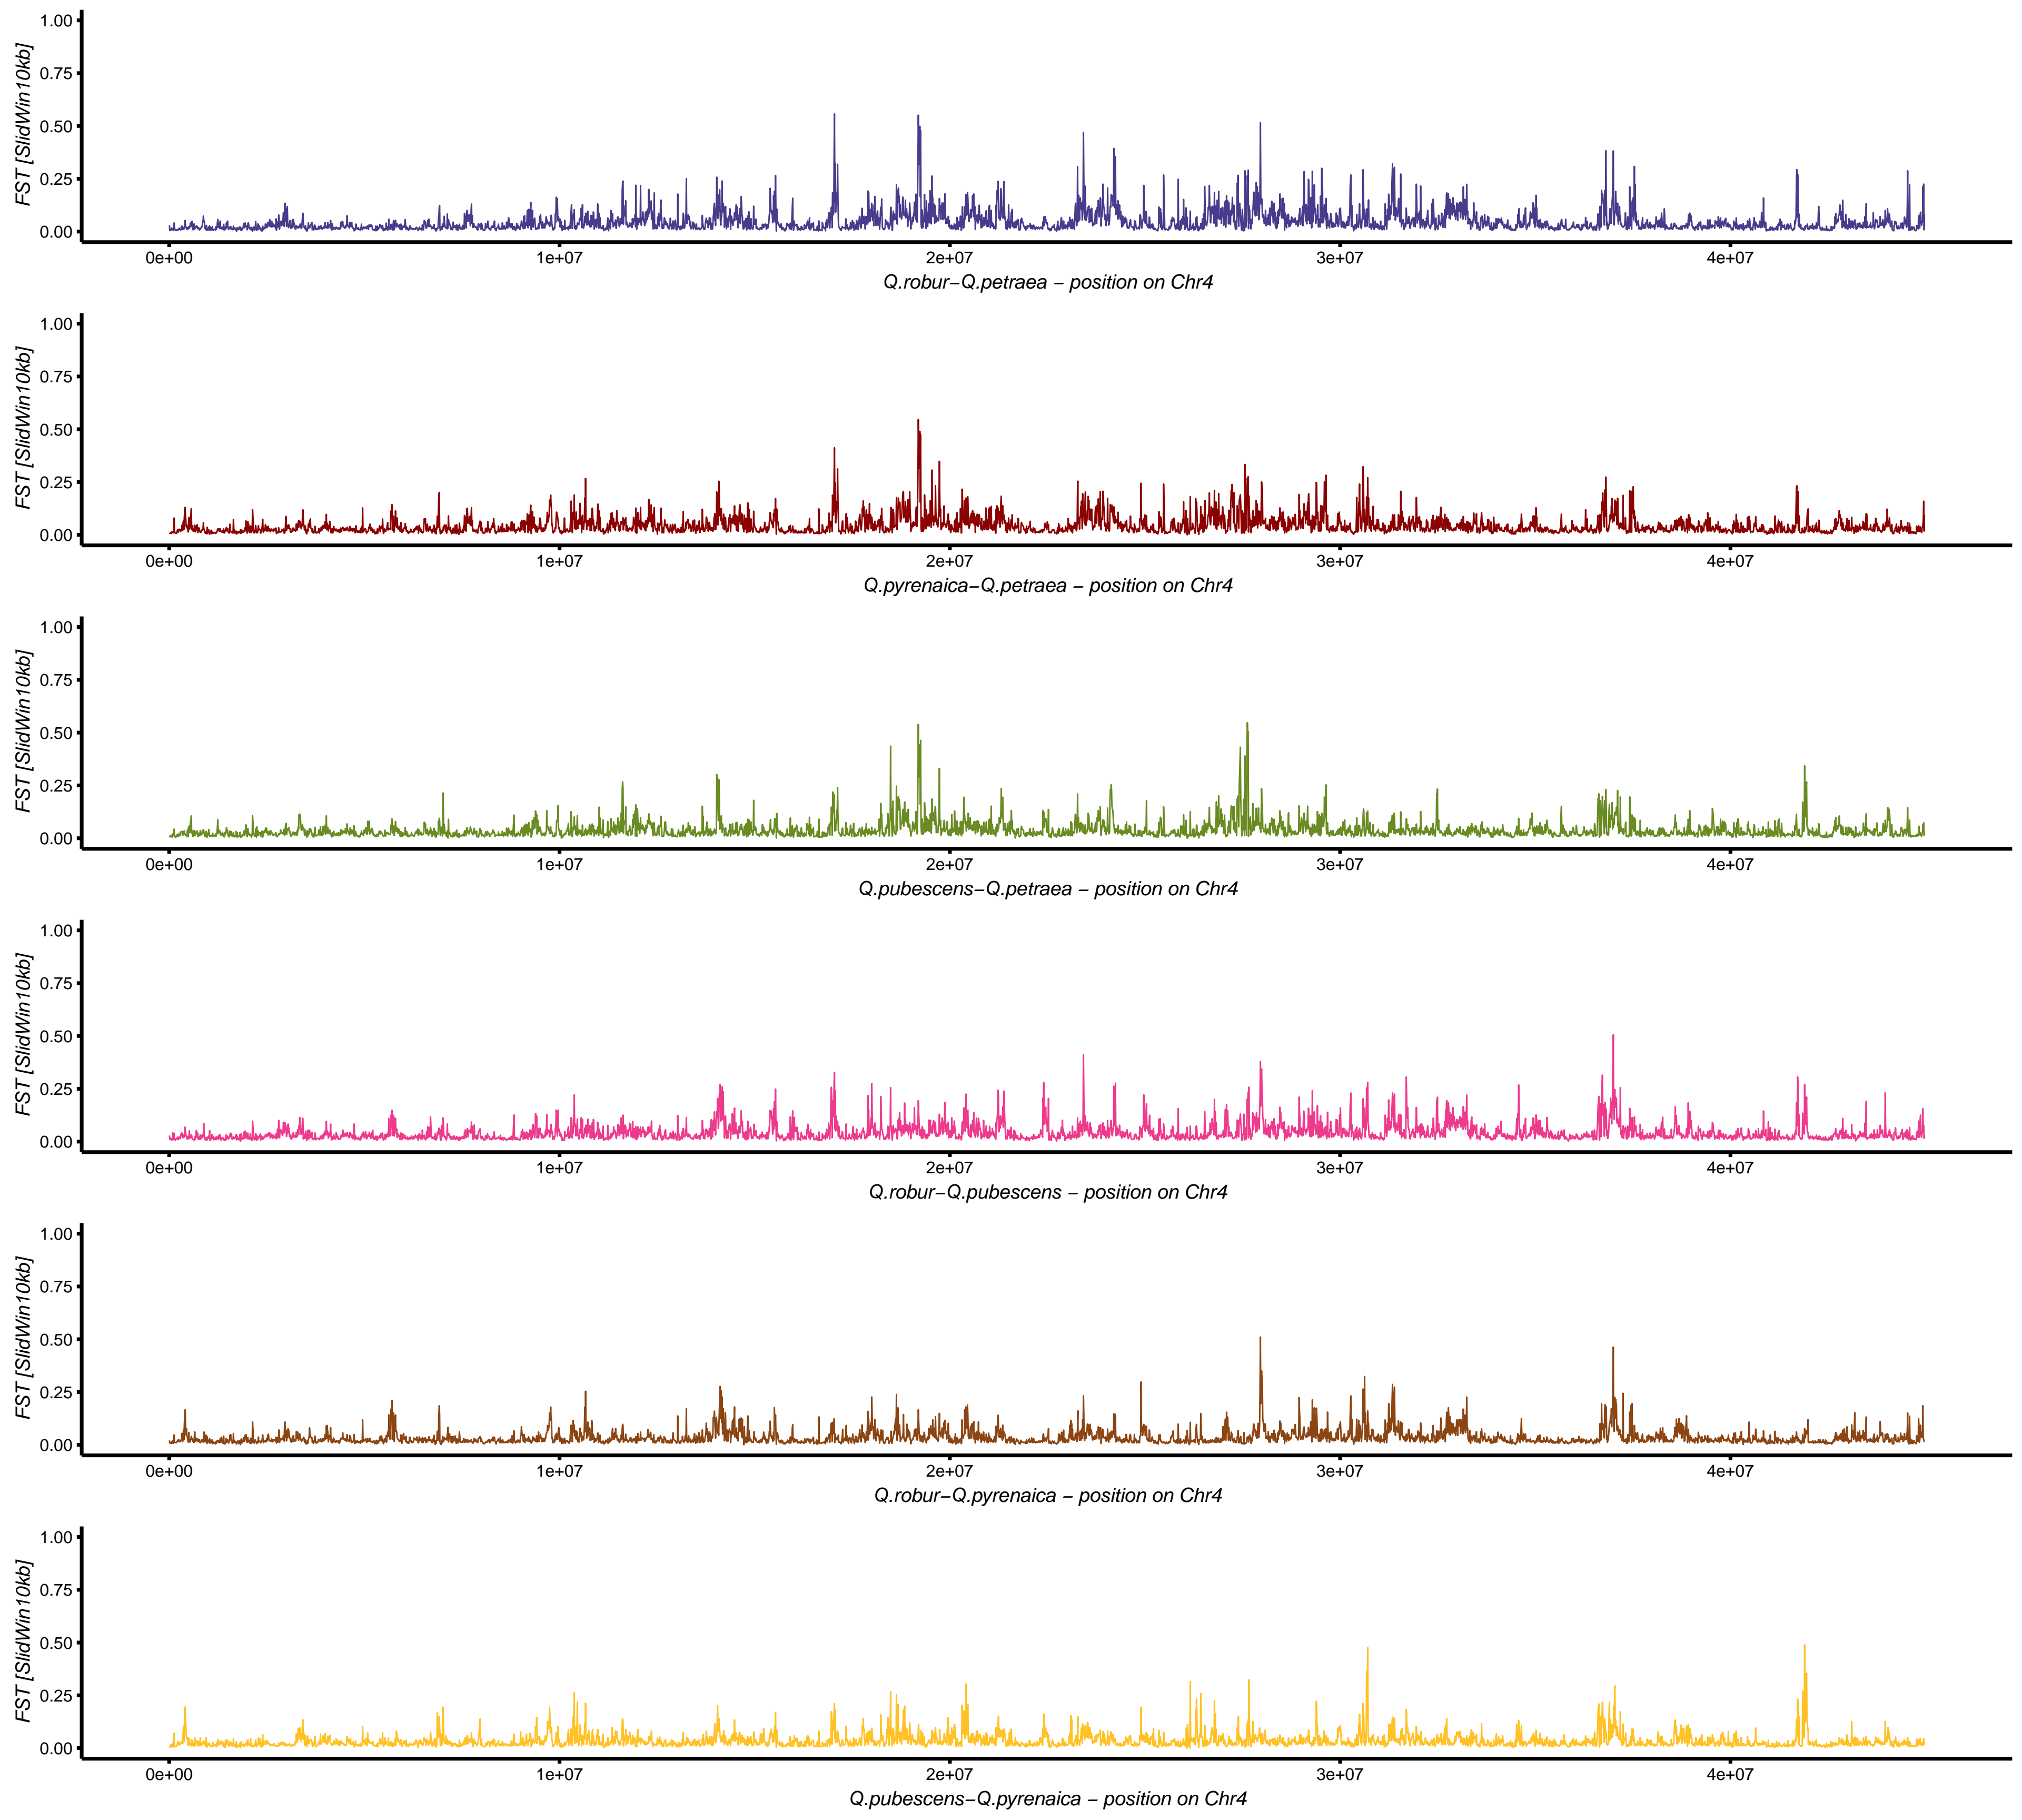 1.00
0.75
0.50
0.25
0.00
FST [SlidWin10kb]
0e+00 1e+07 2e+07 3e+07 4e+07
Q.robur−Q.petraea − position on Chr4
1.00
0.75
0.50
0.25
0.00
FST [SlidWin10kb]
0e+00 1e+07 2e+07 3e+07 4e+07
Q.pyrenaica−Q.petraea − position on Chr4
1.00
0.75
0.50
0.25
0.00
FST [SlidWin10kb]
0e+00 1e+07 2e+07 3e+07 4e+07
Q.pubescens−Q.petraea − position on Chr4
1.00
0.75
0.50
0.25
0.00
FST [SlidWin10kb]
0e+00 1e+07 2e+07 3e+07 4e+07
Q.robur−Q.pubescens − position on Chr4
1.00
0.75
0.50
0.25
0.00
FST [SlidWin10kb]
0e+00 1e+07 2e+07 3e+07 4e+07
Q.robur−Q.pyrenaica − position on Chr4
1.00
0.75
0.50
0.25
0.00
FST [SlidWin10kb]
0e+00 1e+07 2e+07 3e+07 4e+07
Q.pubescens−Q.pyrenaica − position on Chr4